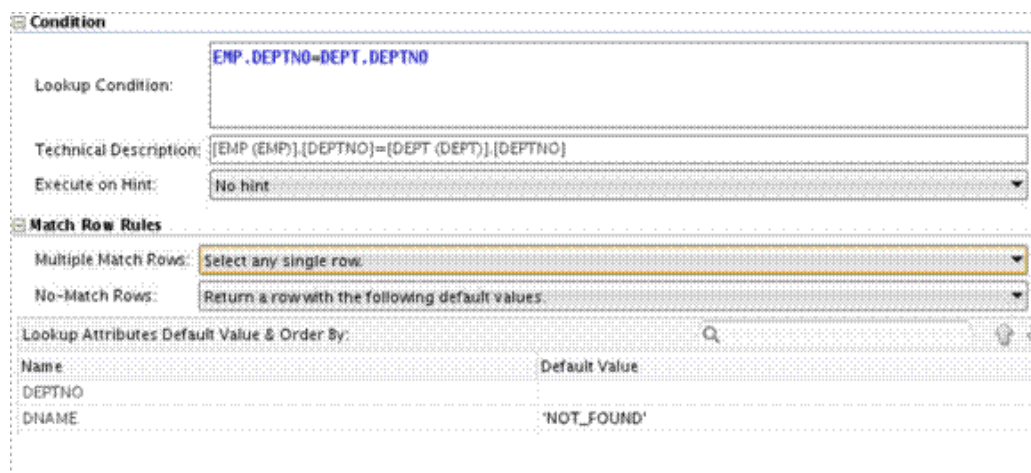 Condition
Lookup Condition: EMP.DEPTNO=DEPT.DEPTNO
Technical Description: [EMP (EMP)].[DEPTNO]=[DEPT (DEPT)].[DEPTNO]
Execute on Hint: No hint
Match Row Rules
Multiple Match Rows: Select any single row.
No-Match Rows: Return a row with the following default values.
Lookup Attributes Default Value & Order By:
Name Default Value
DEPTNO
DNAME 'NOT_FOUND'